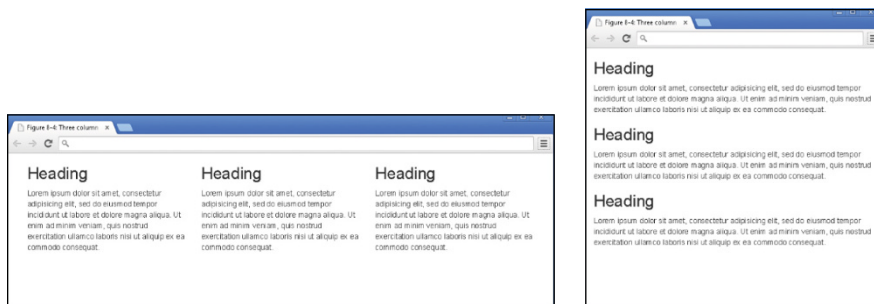 Figure II-4: Three column
Heading
Lorem ipsum dolor sit amet, consectetur
adipisicing elit, sed do eiusmod tempor
incididunt ut labore et dolore magna aliqua. Ut
enim ad minim veniam, quis nostrud
exercitation ullamco laboris nisi ut aliquip ex ea
commodo consequat.
Heading
Lorem ipsum dolor sit amet, consectetur
adipisicing elit, sed do eiusmod tempor
incididunt ut labore et dolore magna aliqua. Ut
enim ad minim veniam, quis nostrud
exercitation ullamco laboris nisi ut aliquip ex ea
commodo consequat.
Heading
Lorem ipsum dolor sit amet, consectetur
adipisicing elit, sed do eiusmod tempor
incididunt ut labore et dolore magna aliqua. Ut
enim ad minim veniam, quis nostrud
exercitation ullamco laboris nisi ut aliquip ex ea
commodo consequat.
Figure II-4: Three column
Heading
Lorem ipsum dolor sit amet, consectetur adipisicing elit, sed do eiusmod tempor
incididunt ut labore et dolore magna aliqua. Ut enim ad minim veniam, quis nostrud
exercitation ullamco laboris nisi ut aliquip ex ea commodo consequat.
Heading
Lorem ipsum dolor sit amet, consectetur adipisicing elit, sed do eiusmod tempor
incididunt ut labore et dolore magna aliqua. Ut enim ad minim veniam, quis nostrud
exercitation ullamco laboris nisi ut aliquip ex ea commodo consequat.
Heading
Lorem ipsum dolor sit amet, consectetur adipisicing elit, sed do eiusmod tempor
incididunt ut labore et dolore magna aliqua. Ut enim ad minim veniam, quis nostrud
exercitation ullamco laboris nisi ut aliquip ex ea commodo consequat.